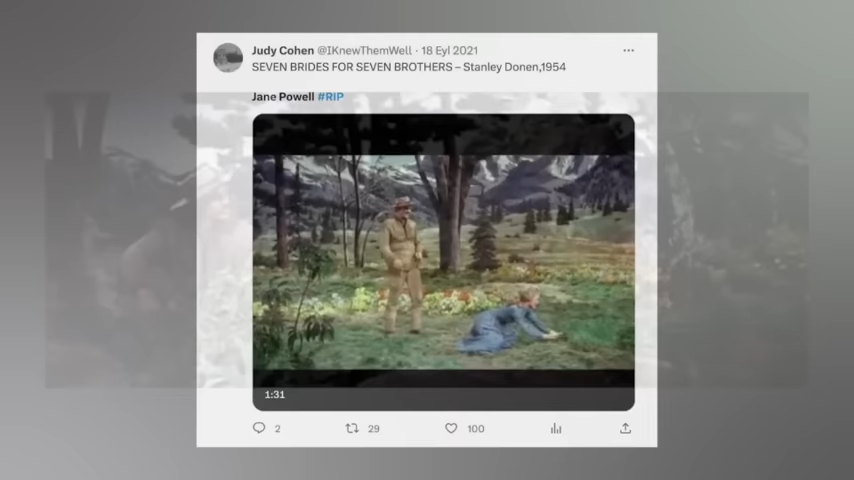 Judy Cohen @IKnewThemWell · 18 Eyl 2021
SEVEN BRIDES FOR SEVEN BROTHERS – Stanley Donen,1954
Jane Powell #RIP
1:31
2 29 100